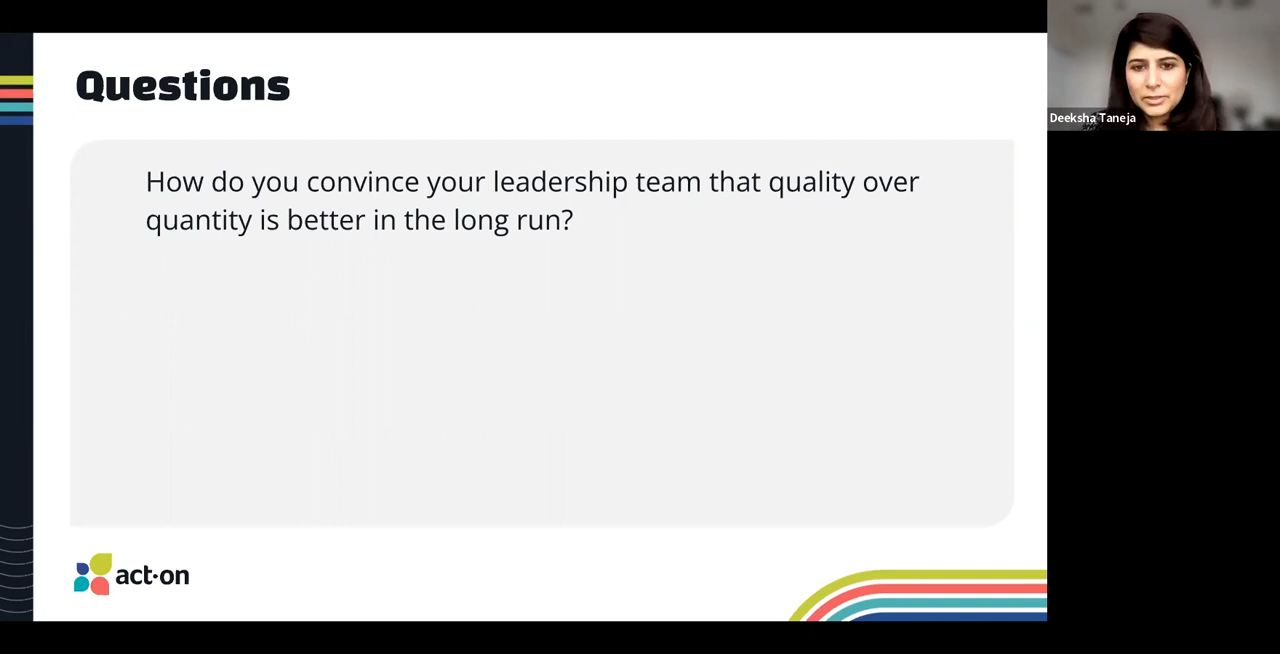 Questions
How do you convince your leadership team that quality over
quantity is better in the long run?
act-on
Deeksha Taneja